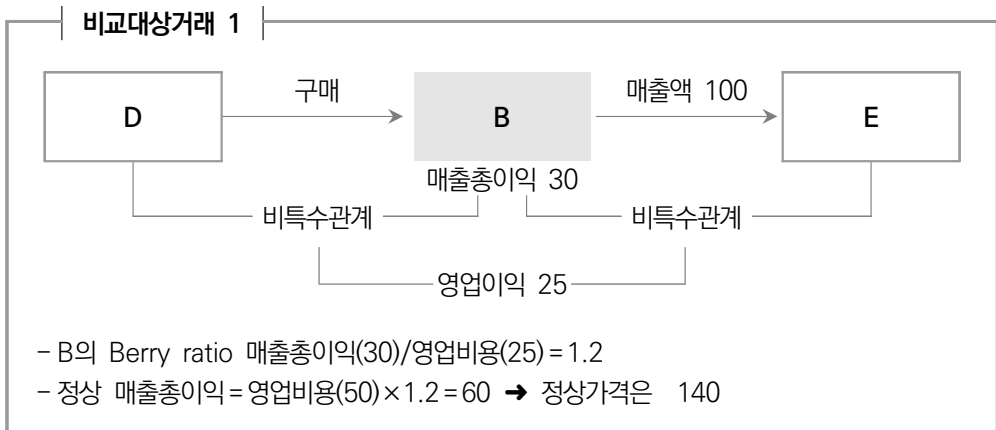 비교대상거래 1
구매
매출액 100
D
B
E
매출총이익 30
비특수관계
비특수관계
영업이익 25
- B의 Berry ratio 매출총이익(30)/영업비용(25)=1.2
- 정상 매출총이익=영업비용(50)×1.2=60 ➜ 정상가격은 140